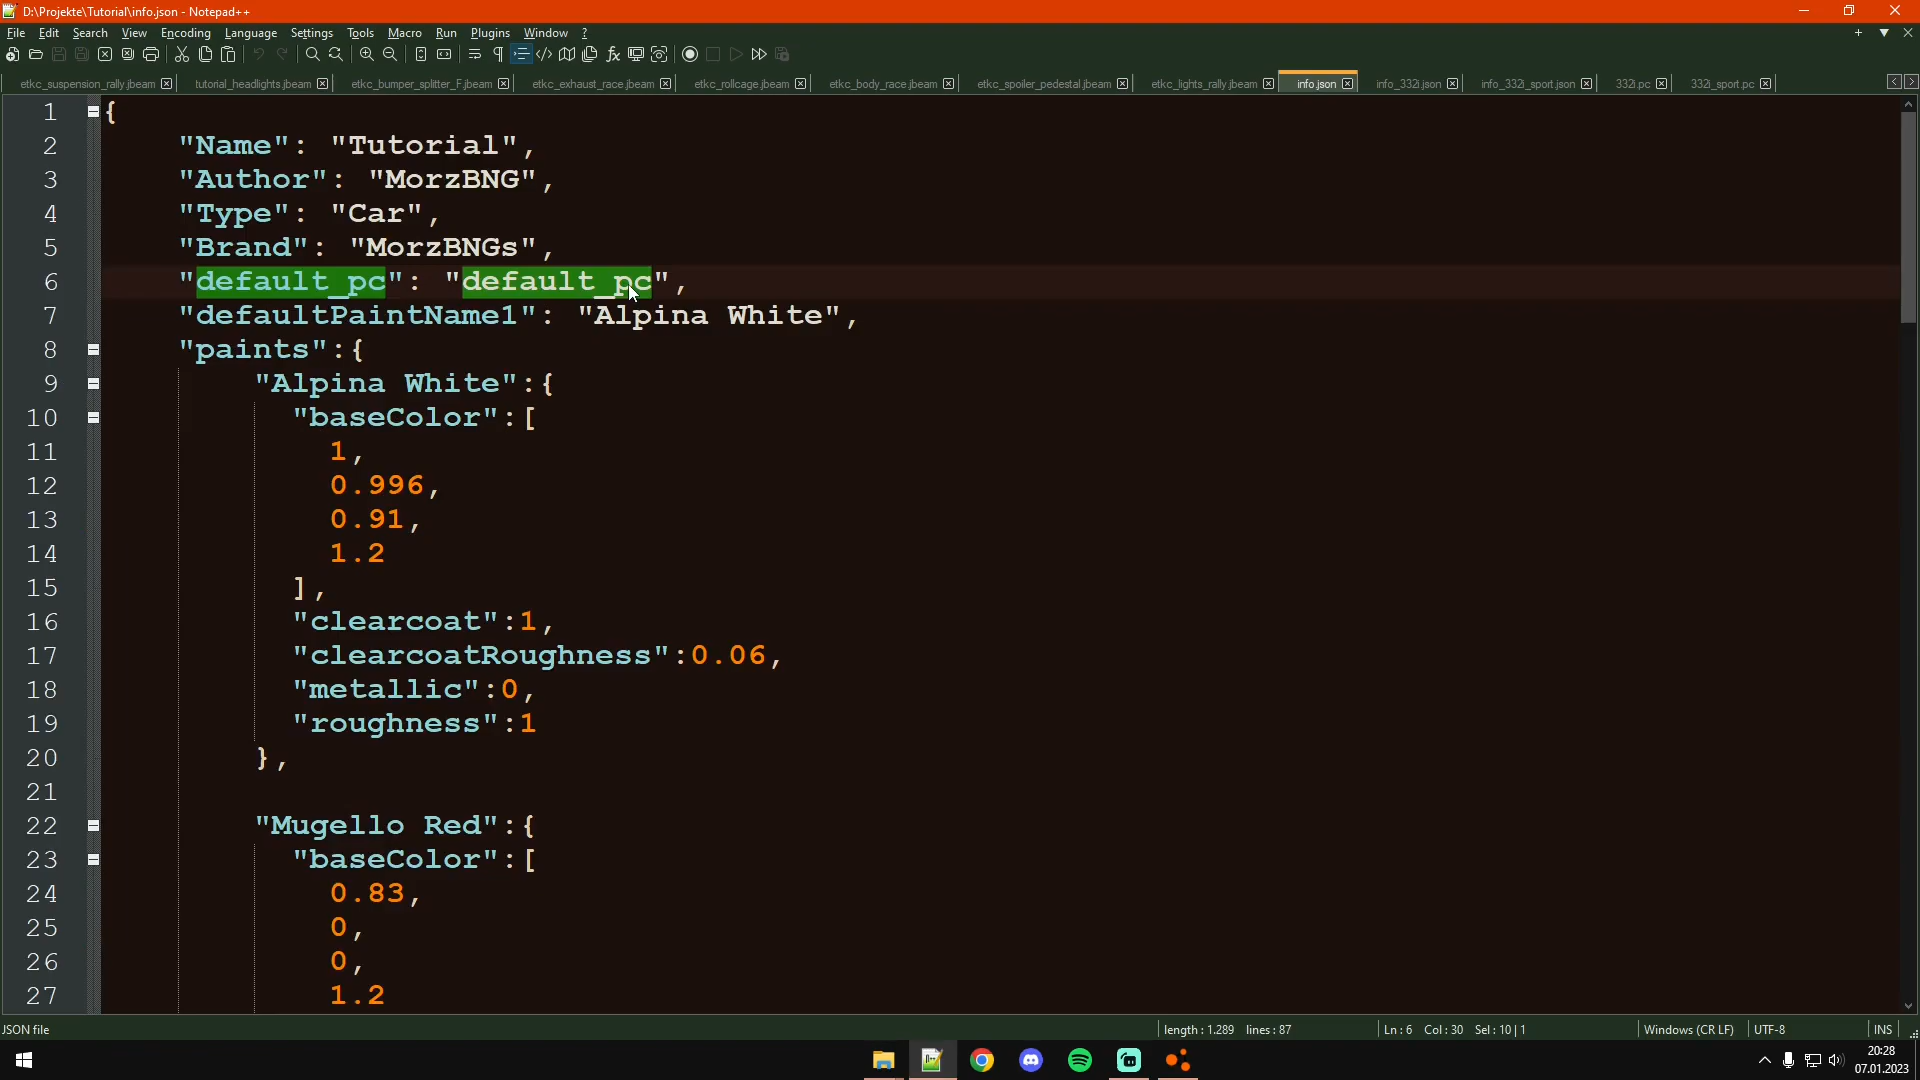 D:\Projekte\Tutorial\info.json - Notepad++
File Edit Search View Encoding Language Settings Tools Macro Run Plugins Window ?
etkc_suspension_rally.jbeam tutorial_headlights.jbeam etkc_bumper_splitter_F.jbeam etkc_exhaust_race.jbeam etkc_rollcage.jbeam etkc_body_race.jbeam etkc_spoiler_pedestal.jbeam etkc_lights_rally.jbeam info.json info_332i.json info_332i_sport.json 332i.pc 332i_sport.pc
1 {
2 "Name": "Tutorial",
3 "Author": "MorzBNG",
4 "Type": "Car",
5 "Brand": "MorzBNGs",
6 "default_pc": "default_pc",
7 "defaultPaintName1": "Alpina White",
8 "paints":{
9 "Alpina White":{
10 "baseColor":[
11 1,
12 0.996,
13 0.91,
14 1.2
15 ],
16 "clearcoat":1,
17 "clearcoatRoughness":0.06,
18 "metallic":0,
19 "roughness":1
20 },
21
22 "Mugello Red":{
23 "baseColor":[
24 0.83,
25 0,
26 0,
27 1.2
JSON file length : 1.289 lines : 87 Ln : 6 Col : 30 Sel : 10 | 1 Windows (CR LF) UTF-8 INS
20:28
07.01.2023